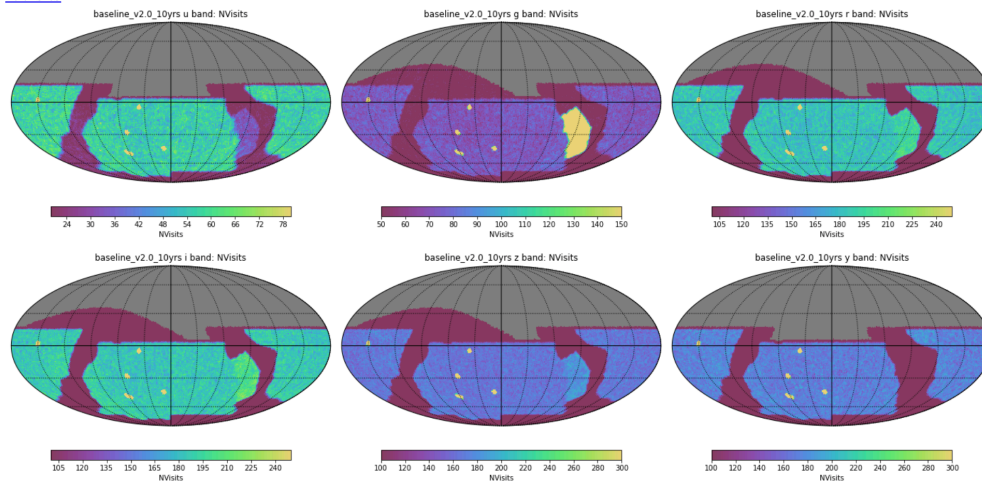 baseline_v2.0_10yrs u band: NVisits
baseline_v2.0_10yrs g band: NVisits
baseline_v2.0_10yrs r band: NVisits
24 30 36 42 48 54 60 66 72 78
NVisits
50 60 70 80 90 100 110 120 130 140 150
NVisits
105 120 135 150 165 180 195 210 225 240
NVisits
baseline_v2.0_10yrs i band: NVisits
baseline_v2.0_10yrs z band: NVisits
baseline_v2.0_10yrs y band: NVisits
105 120 135 150 165 180 195 210 225 240
NVisits
100 120 140 160 180 200 220 240 260 280 300
NVisits
100 120 140 160 180 200 220 240 260 280 300
NVisits